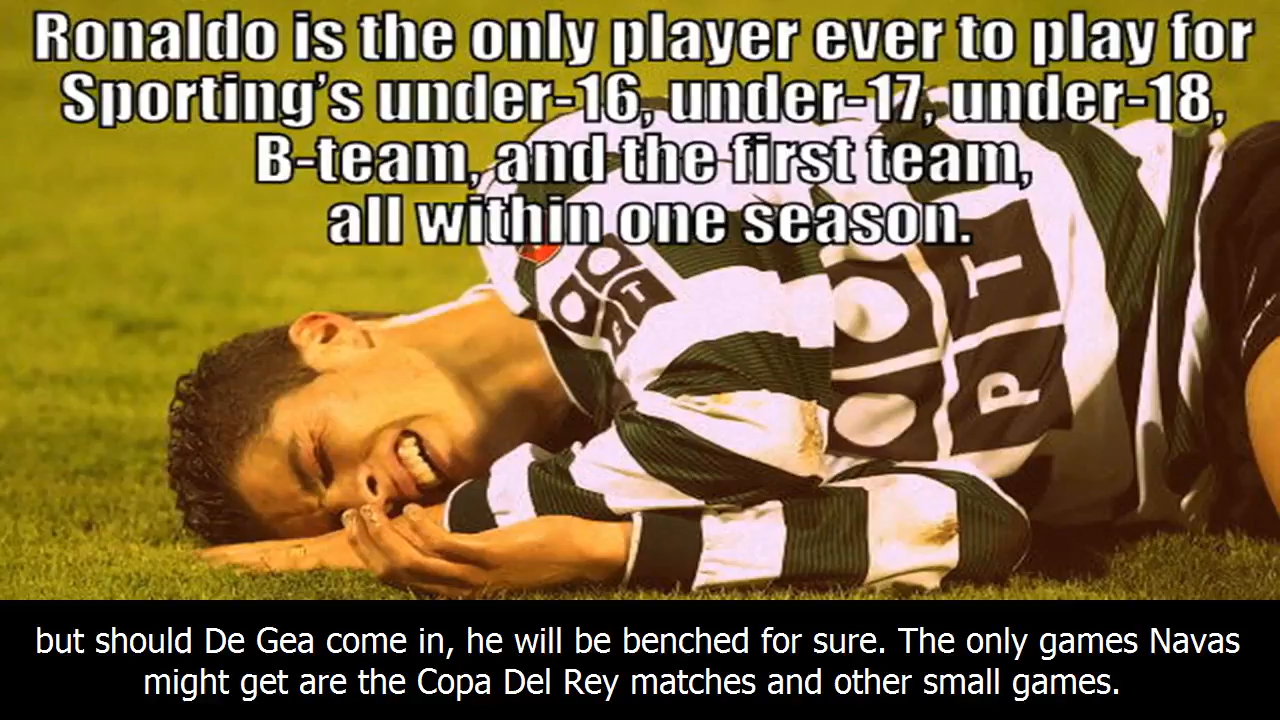 Ronaldo is the only player ever to play for
Sporting’s under-16, under-17, under-18,
B-team, and the first team,
all within one season.
T
P
T
P
but should De Gea come in, he will be benched for sure. The only games Navas
might get are the Copa Del Rey matches and other small games.